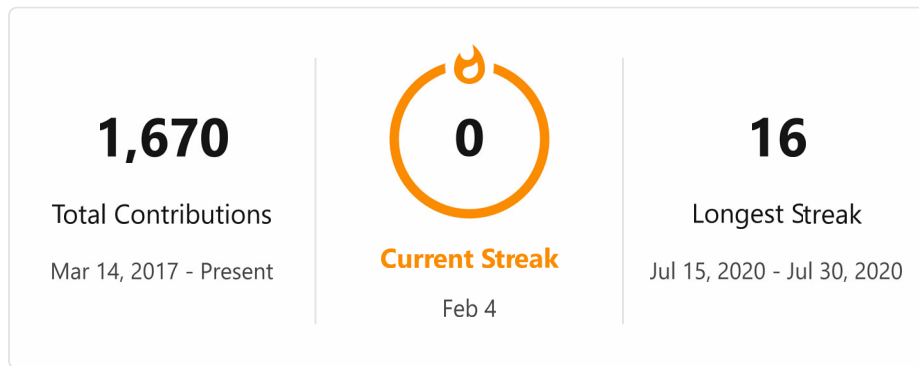 1,670
Total Contributions
Mar 14, 2017 - Present
0
Current Streak
Feb 4
16
Longest Streak
Jul 15, 2020 - Jul 30, 2020